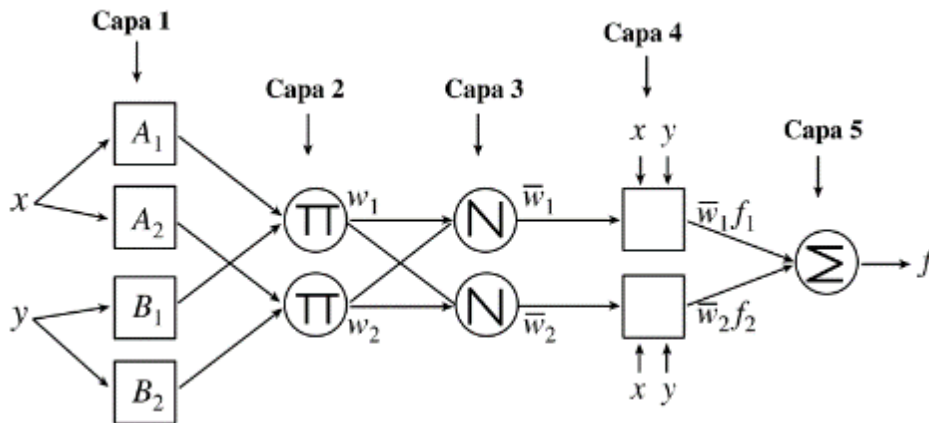 Capa 1
Capa 2
Capa 3
Capa 4
Capa 5
x
y
A₁
A₂
B₁
B₂
Π
Π
w₁
w₂
N
N
w̅₁
w̅₂
x y
x y
w̅₁f₁
w̅₂f₂
Σ
f